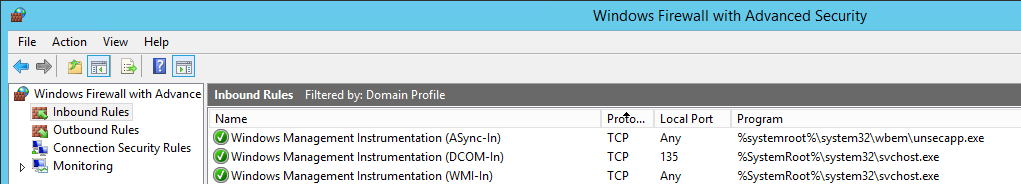 Windows Firewall with Advanced Security
File Action View Help
Windows Firewall with Advance
Inbound Rules
Outbound Rules
Connection Security Rules
Monitoring
Inbound Rules Filtered by: Domain Profile
Name Proto... Local Port Program
Windows Management Instrumentation (ASync-In) TCP Any %systemroot%\system32\wbem\unsecapp.exe
Windows Management Instrumentation (DCOM-In) TCP 135 %SystemRoot%\system32\svchost.exe
Windows Management Instrumentation (WMI-In) TCP Any %SystemRoot%\system32\svchost.exe